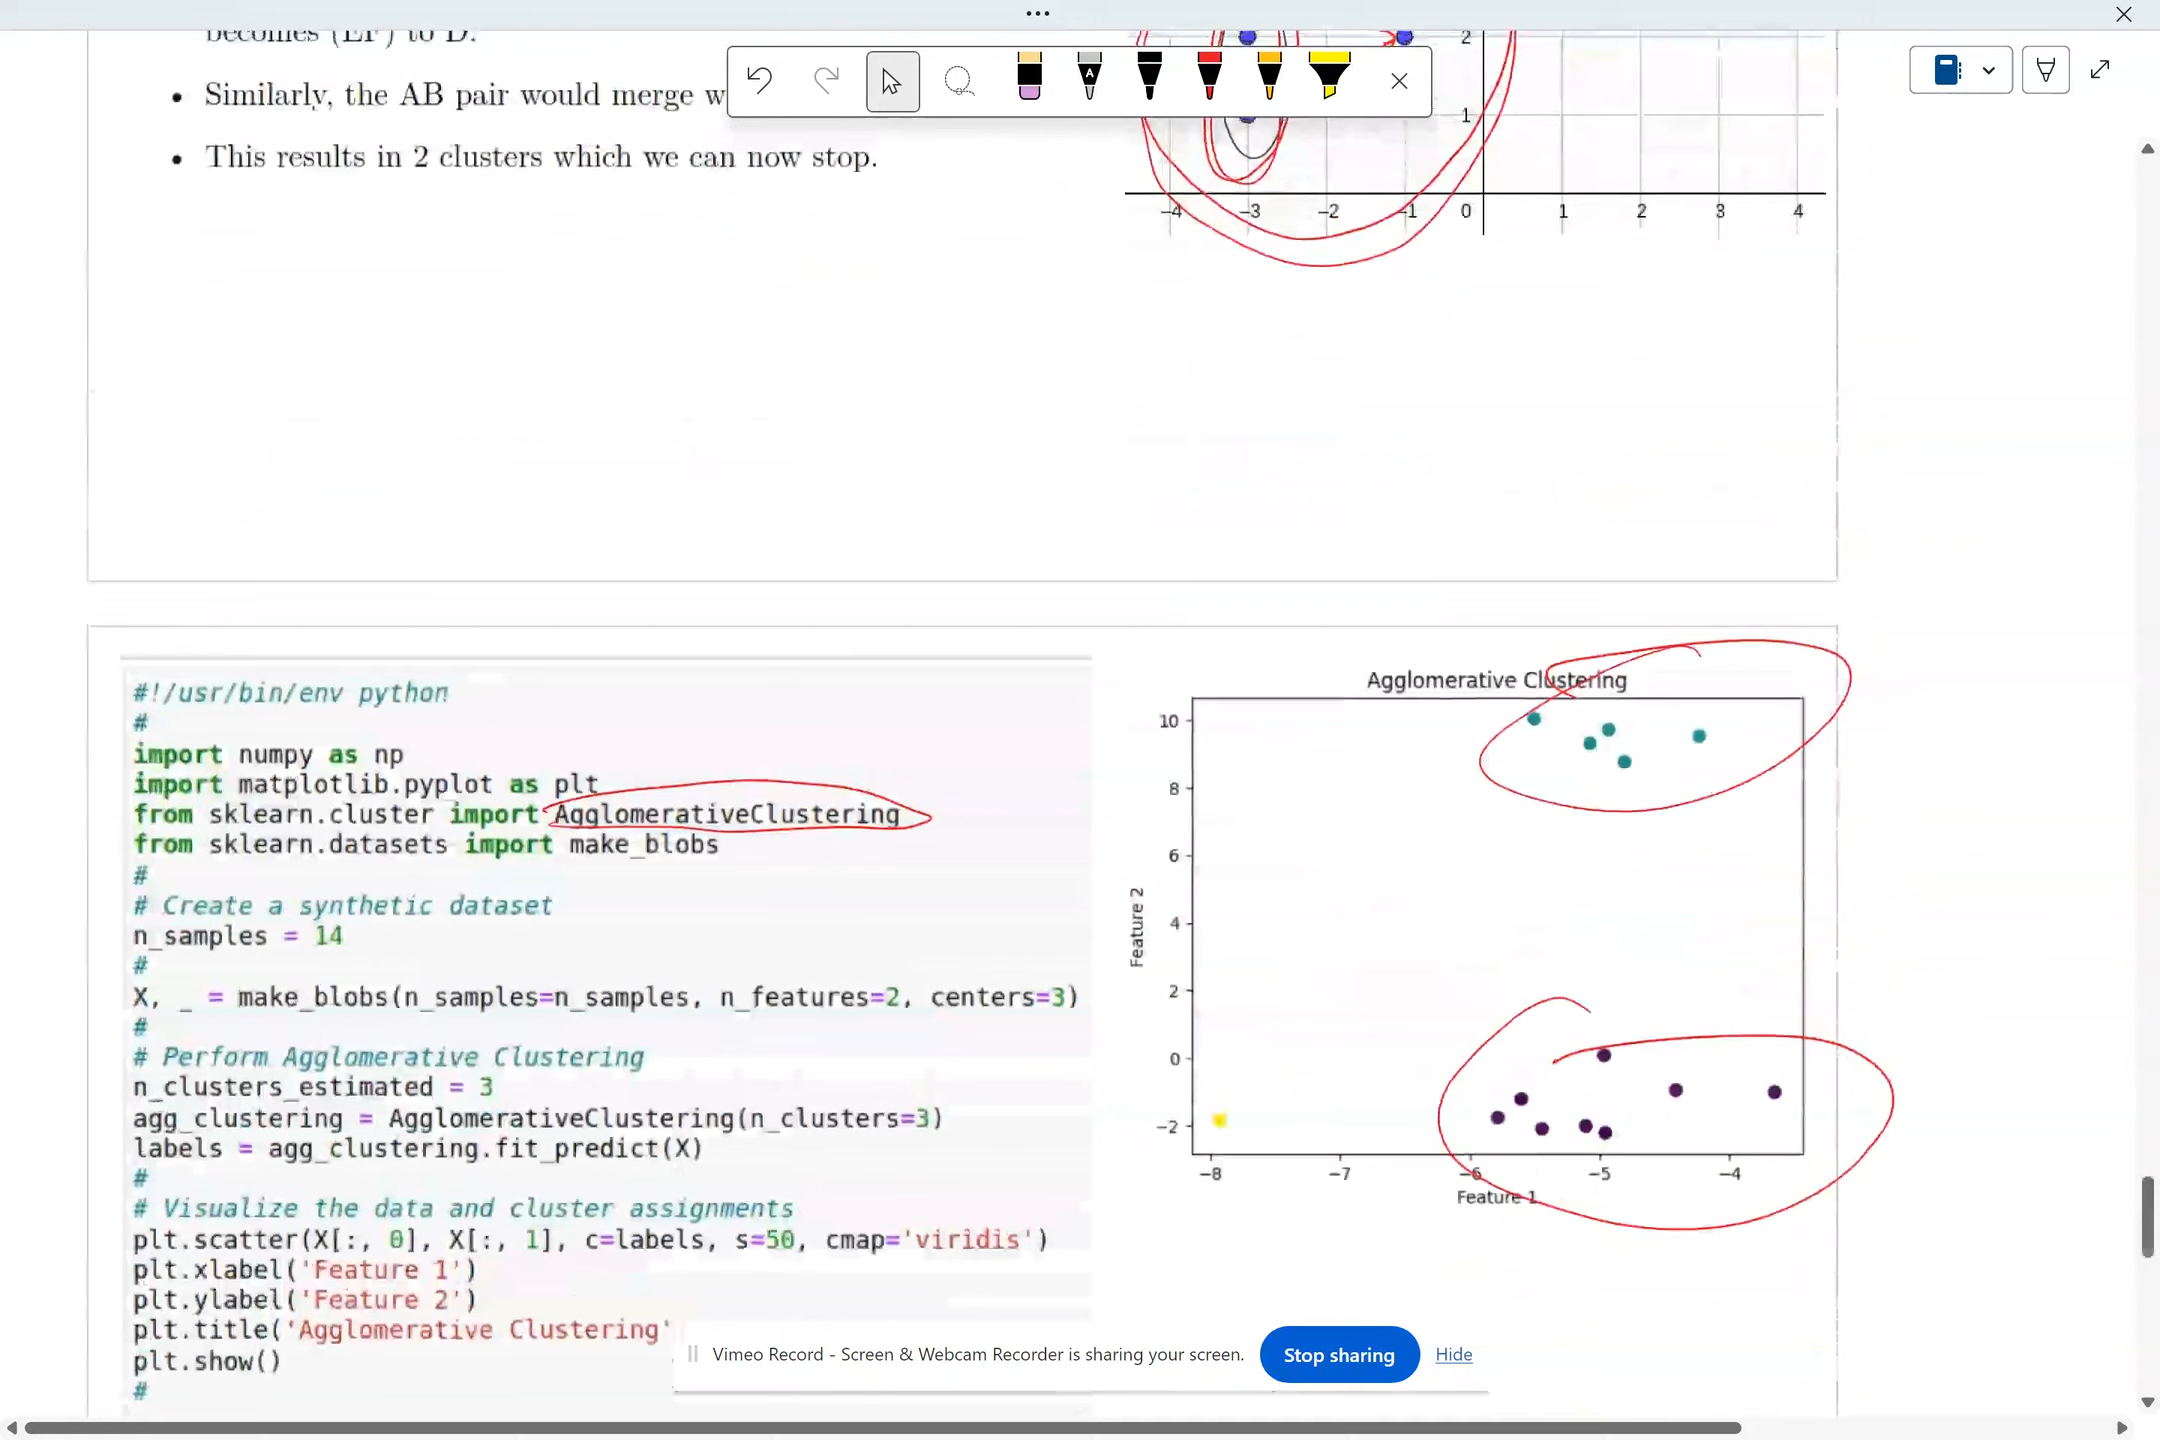 becomes (EF) to D.
Similarly, the AB pair would merge w
This results in 2 clusters which we can now stop.
A
2
1
−4 −3 −2 −1 0 1 2 3 4
#!/usr/bin/env python
#
import numpy as np
import matplotlib.pyplot as plt
from sklearn.cluster import AgglomerativeClustering
from sklearn.datasets import make_blobs
#
# Create a synthetic dataset
n_samples = 14
#
X, _ = make_blobs(n_samples=n_samples, n_features=2, centers=3)
#
# Perform Agglomerative Clustering
n_clusters_estimated = 3
agg_clustering = AgglomerativeClustering(n_clusters=3)
labels = agg_clustering.fit_predict(X)
#
# Visualize the data and cluster assignments
plt.scatter(X[:, 0], X[:, 1], c=labels, s=50, cmap='viridis')
plt.xlabel('Feature 1')
plt.ylabel('Feature 2')
plt.title('Agglomerative Clustering'
plt.show()
#
Agglomerative Clustering
10
8
6
4
2
0
−2
Feature 2
−8 −7 −6 −5 −4
Feature 1
Vimeo Record - Screen & Webcam Recorder is sharing your screen. Stop sharing Hide